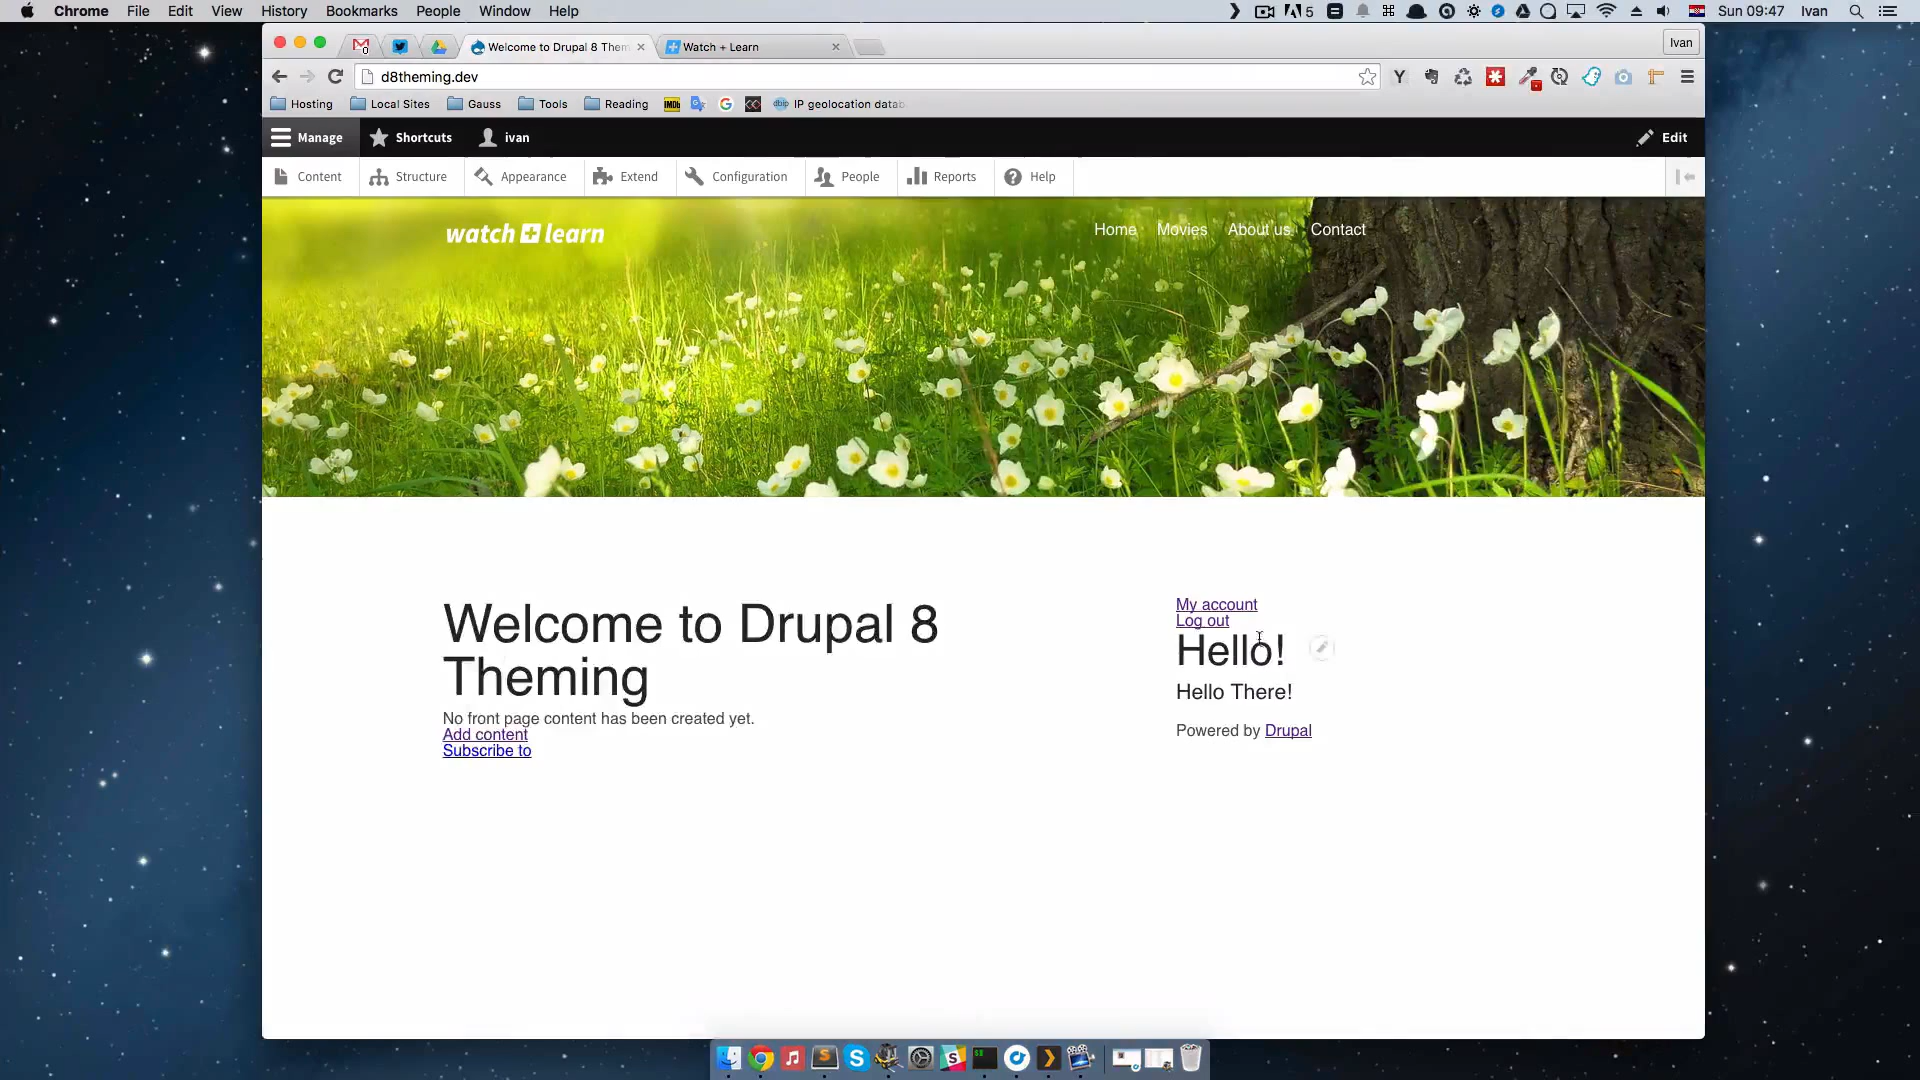 Chrome File Edit View History Bookmarks People Window Help 5 Sun 09:47 Ivan
Welcome to Drupal 8 Them Watch + Learn Ivan
d8theming.dev
Hosting Local Sites Gauss Tools Reading IMDb IP geolocation datab
Manage Shortcuts ivan Edit
Content Structure Appearance Extend Configuration People Reports Help
watch + learn Home Movies About us Contact
My account
Log out
Welcome to Drupal 8
Theming
Hello!
Hello There!
No front page content has been created yet.
Add content
Subscribe to
Powered by Drupal